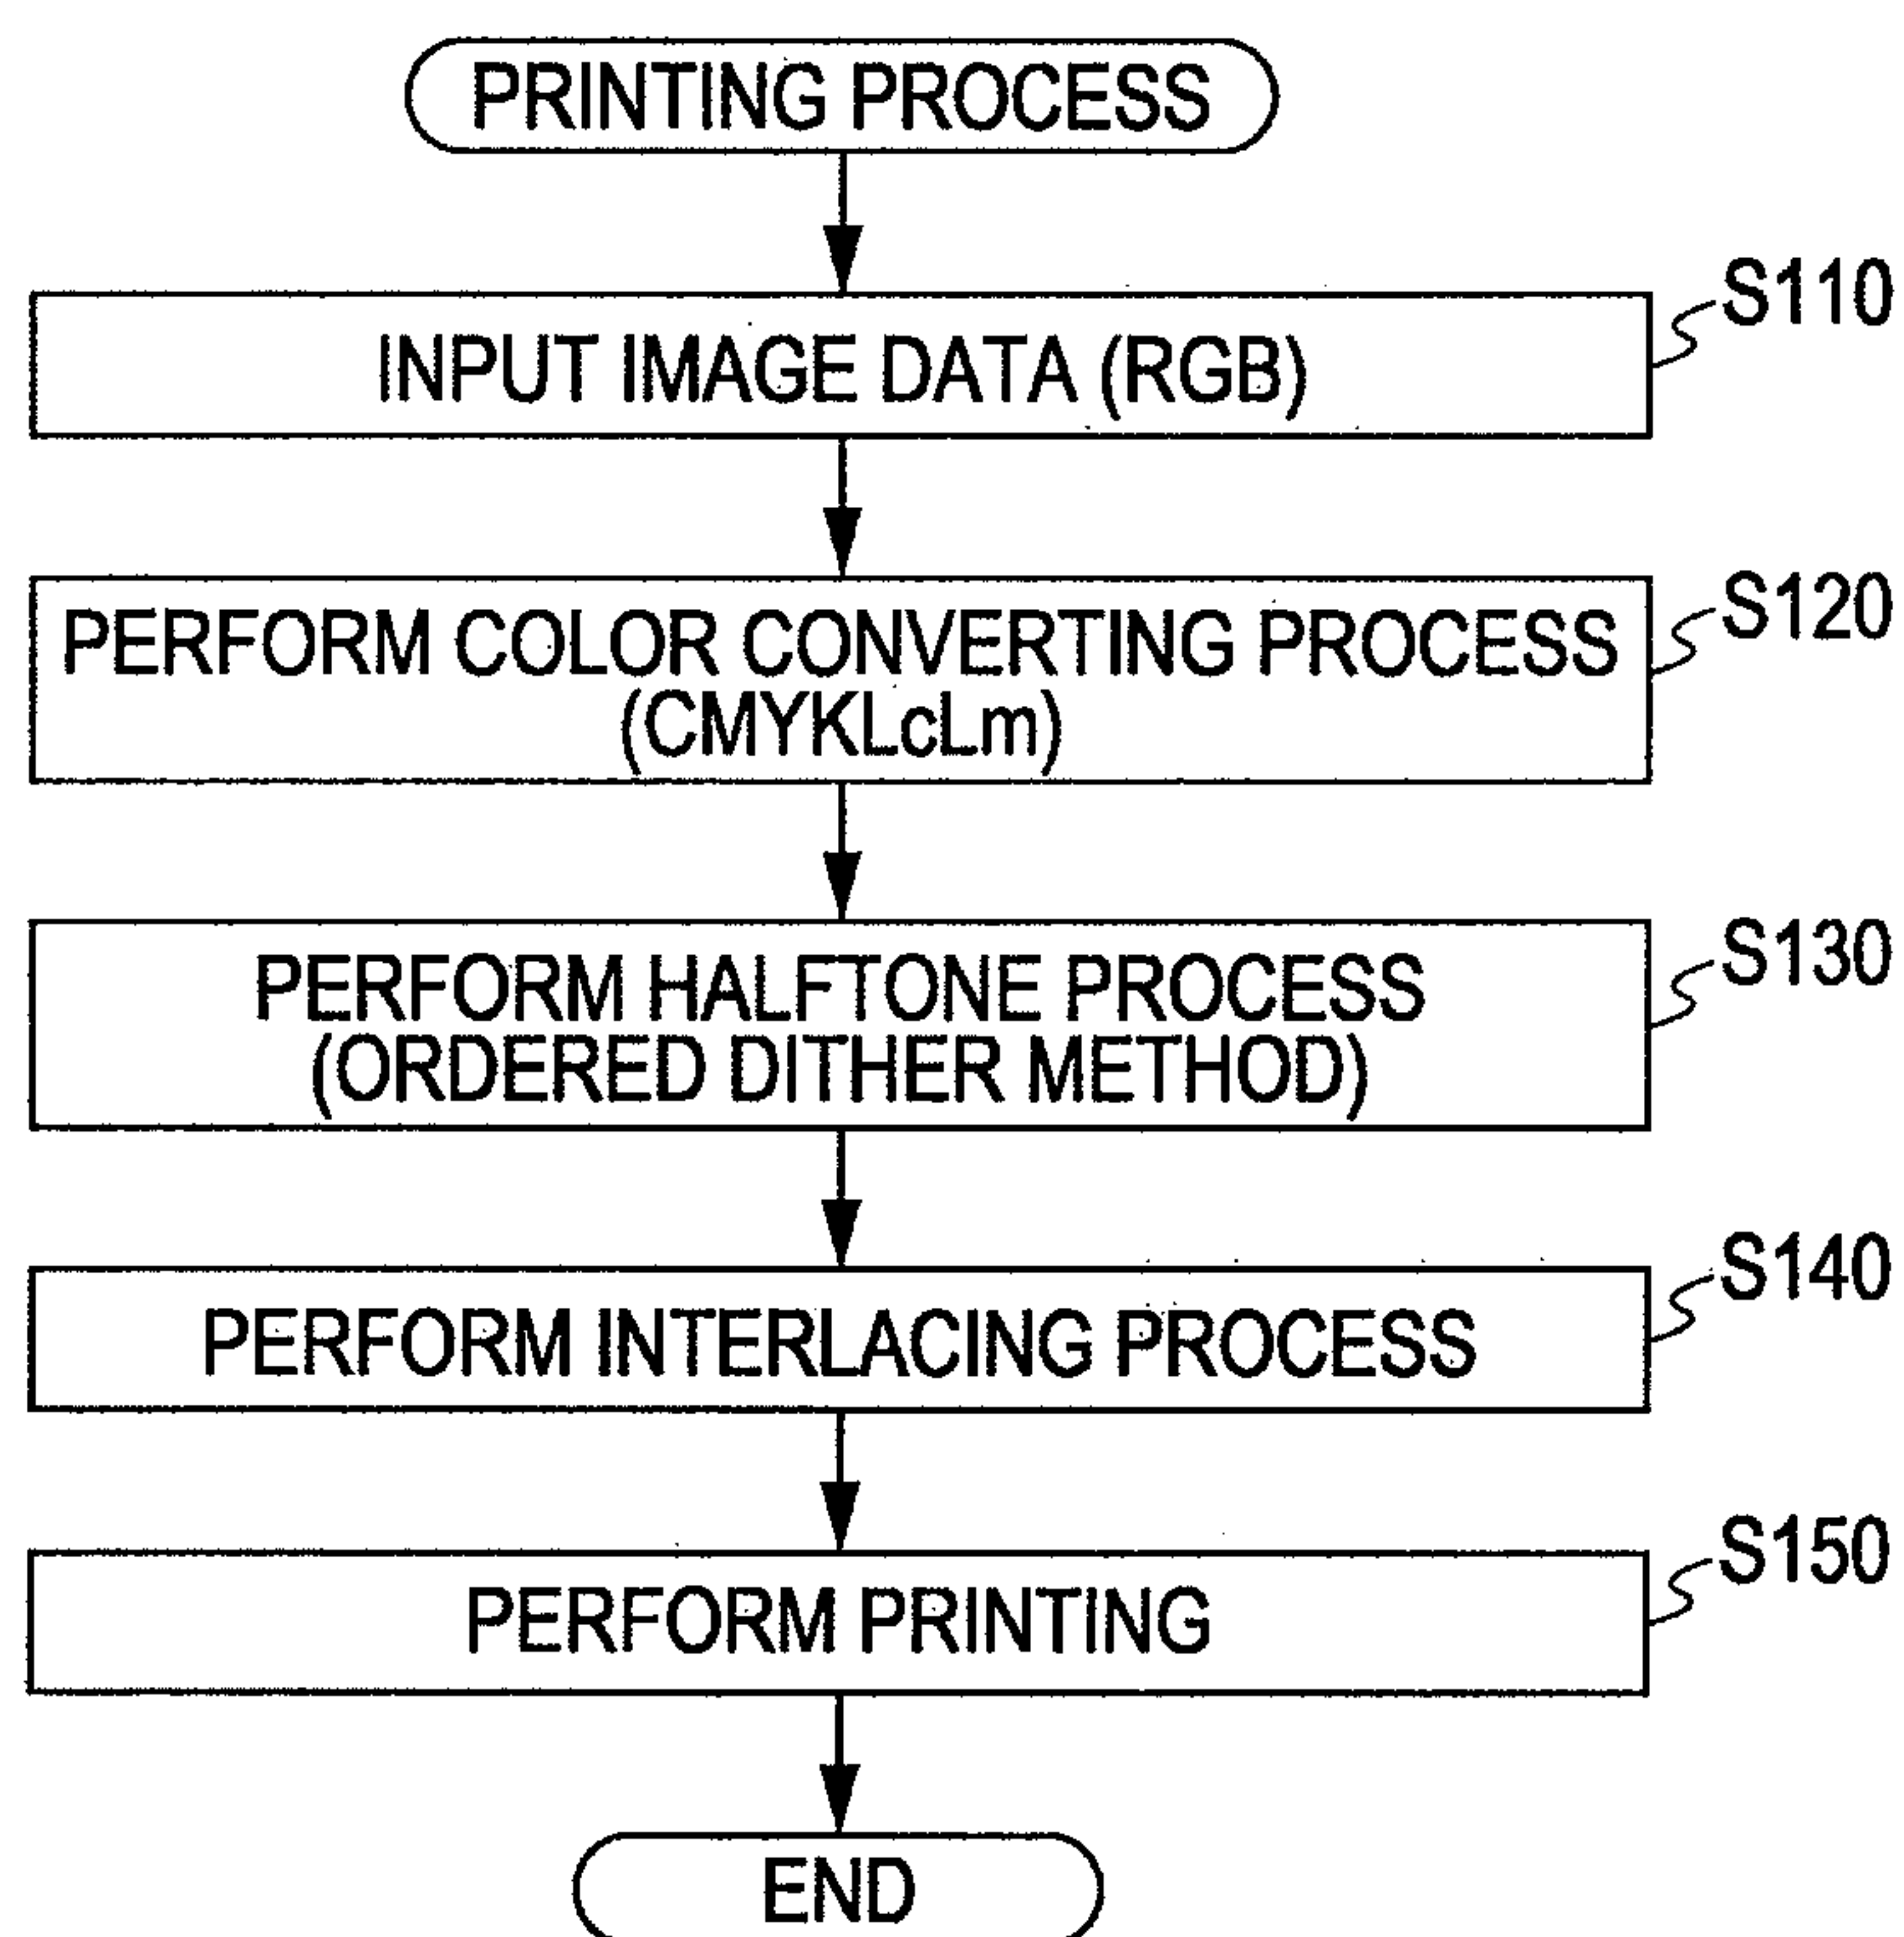 PRINTING PROCESS
S110
INPUT IMAGE DATA (RGB)
S120
PERFORM COLOR CONVERTING PROCESS
(CMYKLcLm)
S130
PERFORM HALFTONE PROCESS
(ORDERED DITHER METHOD)
S140
PERFORM INTERLACING PROCESS
S150
PERFORM PRINTING
END